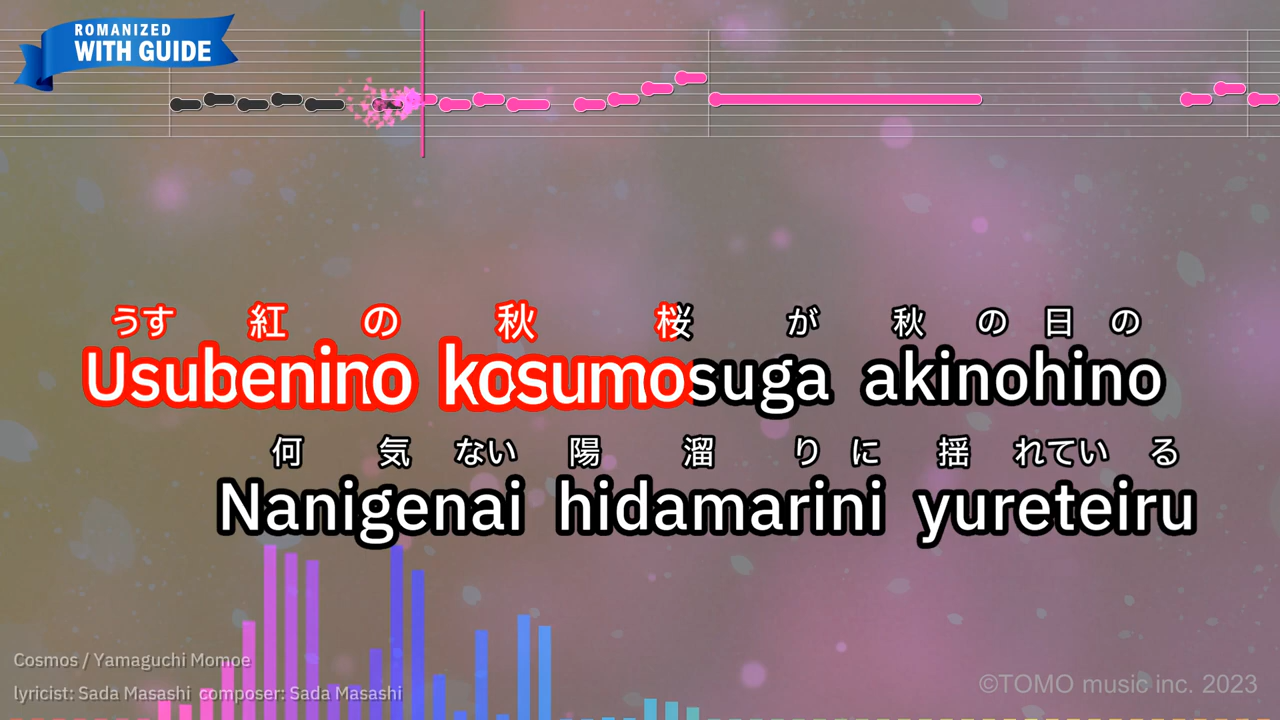 ROMANIZED
WITH GUIDE
うす 紅 の 秋 桜 が 秋 の 日 の
Usubenino kosumosuga akinohino
何 気 ない 陽 溜 り に 揺 れてい る
Nanigenai hidamarini yureteiru
Cosmos / Yamaguchi Momoe
lyricist: Sada Masashi composer: Sada Masashi
©TOMO music inc. 2023